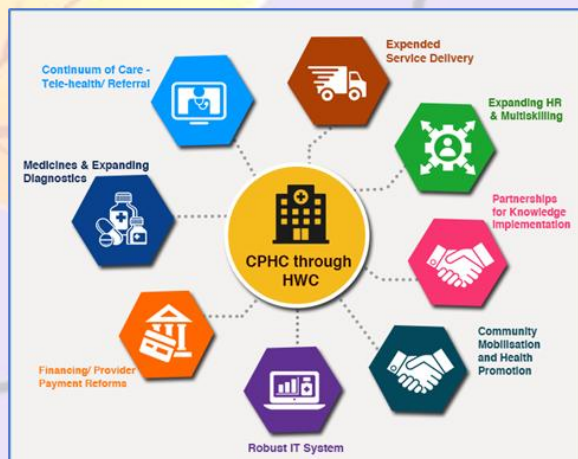 Expended
Service Delivery
Continuum of Care -
Tele-health/ Referral
Expanding HR
& Multiskilling
Medicines & Expanding
Diagnostics
Partnerships
for Knowledge
Implementation
CPHC through
HWC
Financing/ Provider
Payment Reforms
Community
Mobilisation
and Health
Promotion
Robust IT System